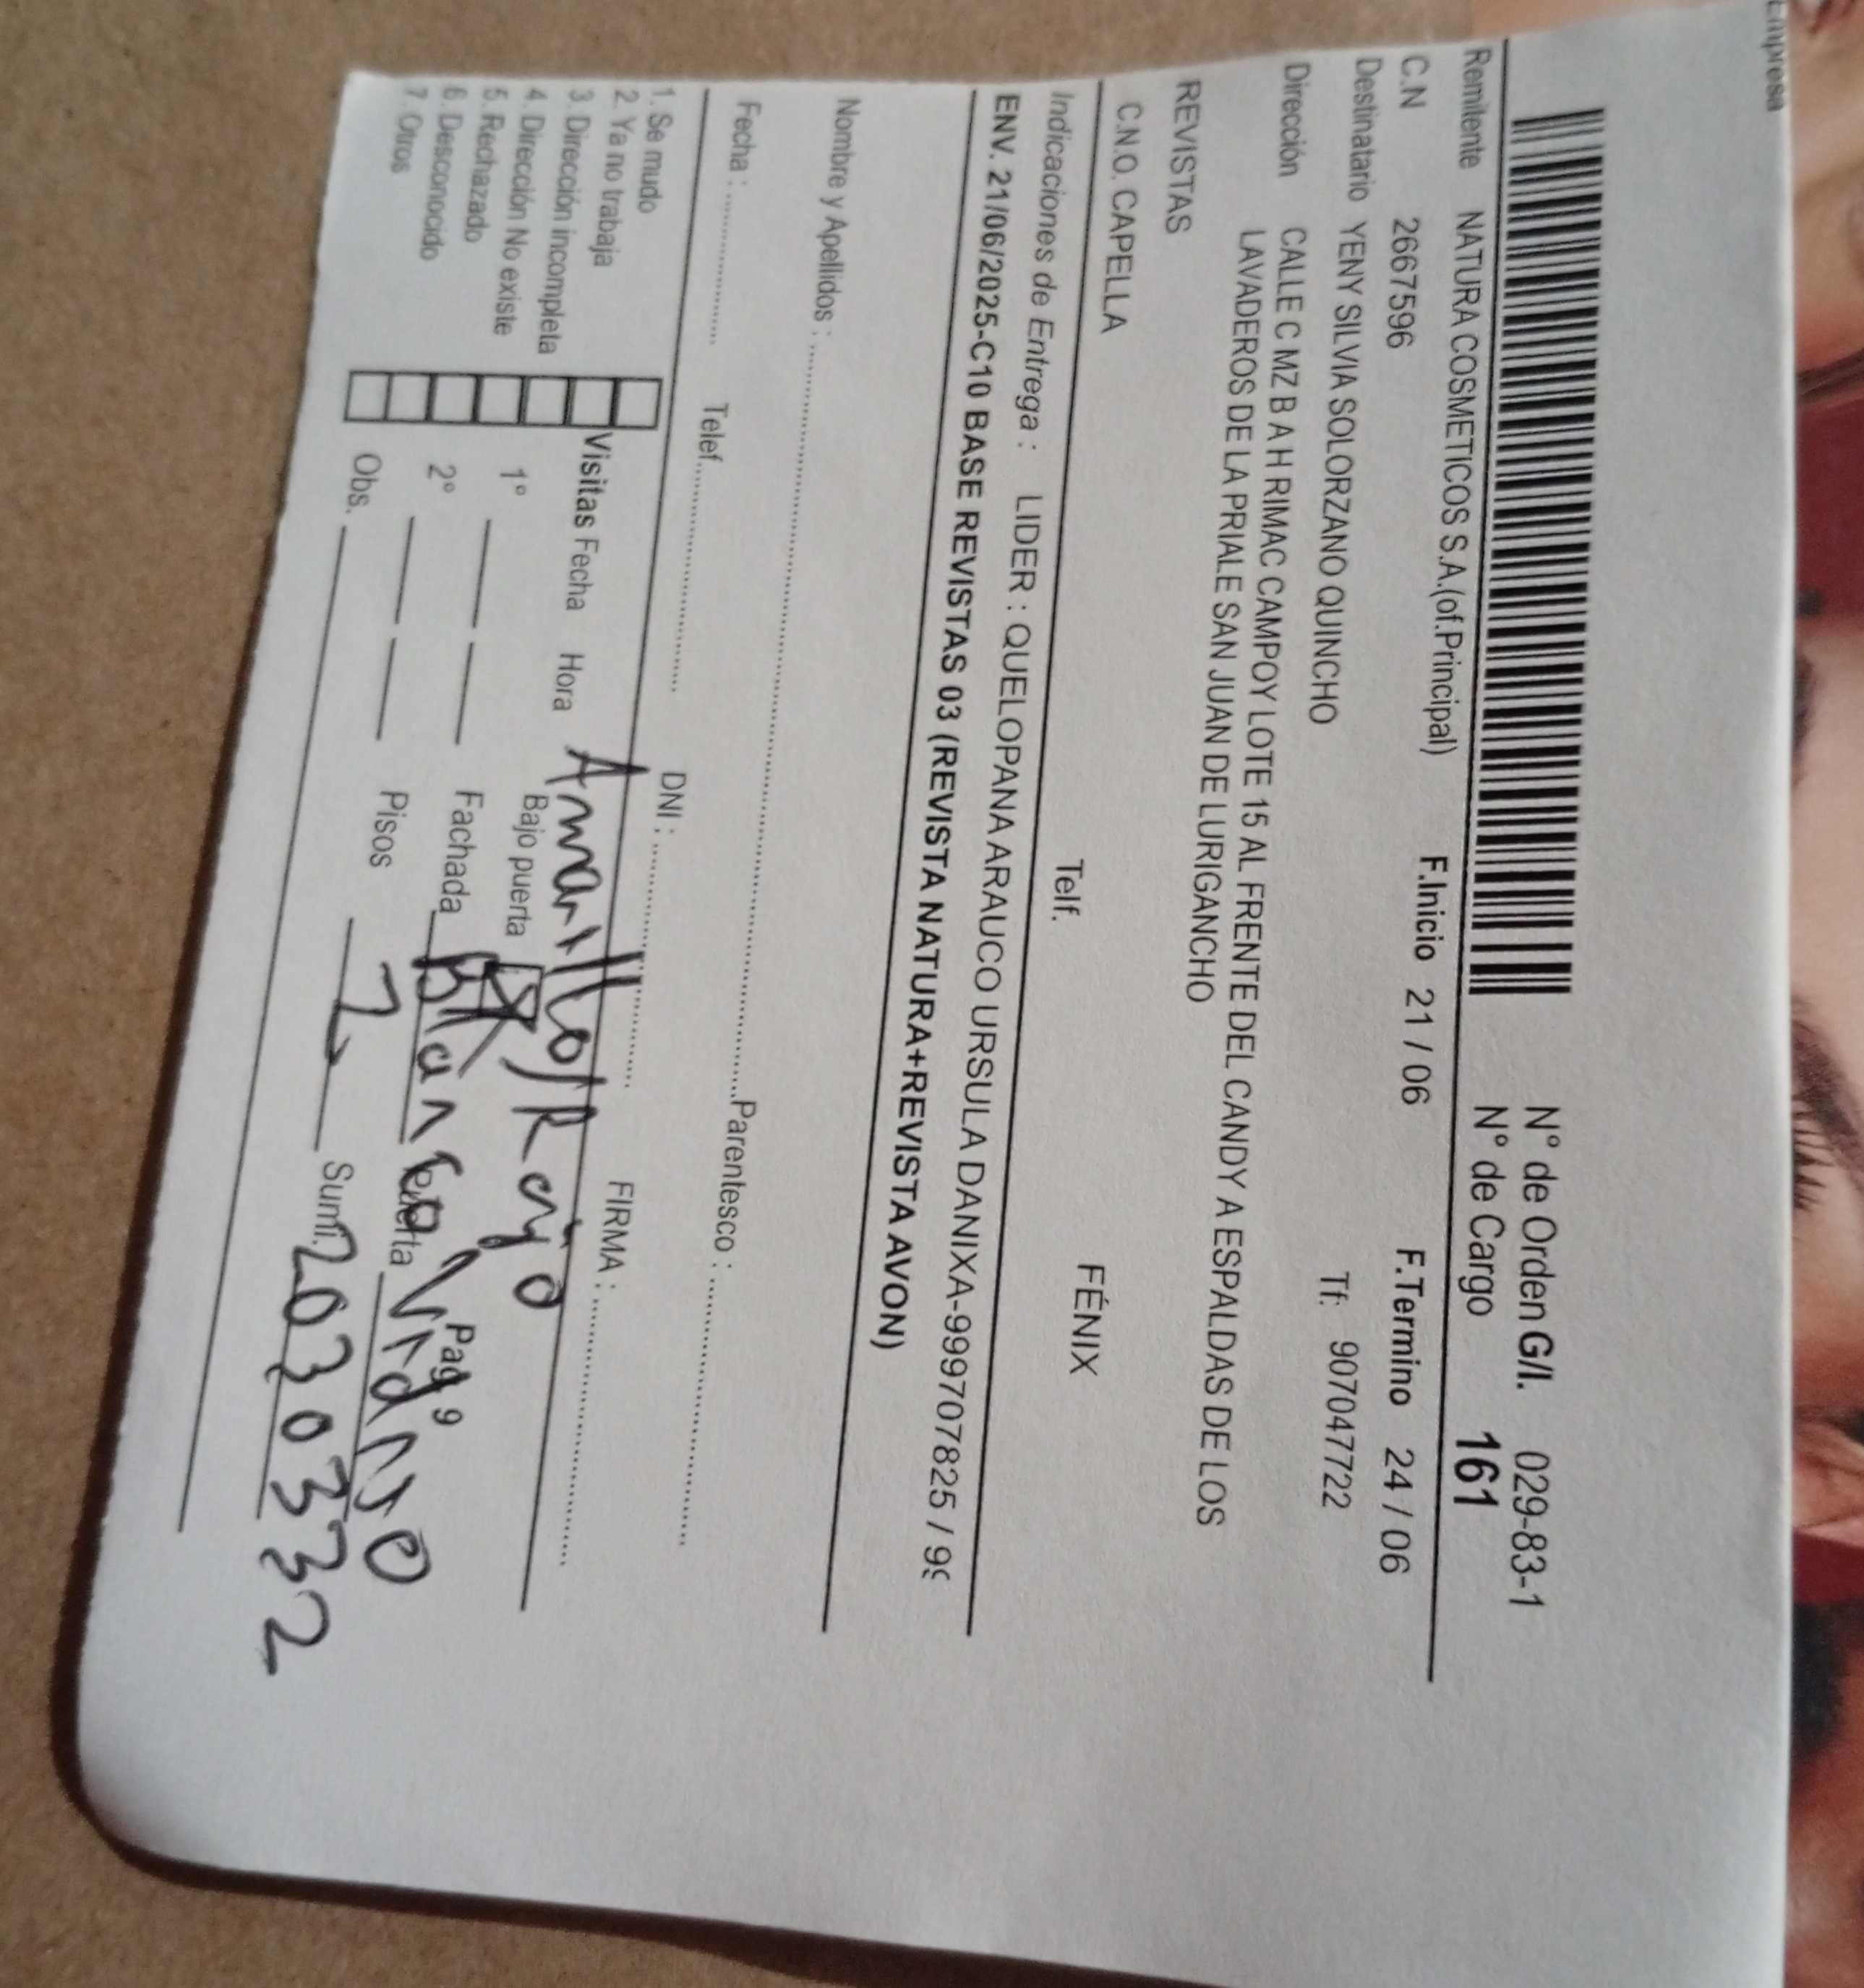 Empresa
N° de Orden G/I. 029-83-1
N° de Cargo 161
Remitente NATURA COSMETICOS S.A.(of.Principal) F.Inicio 21 / 06 F.Termino 24 / 06
C.N 2667596
Destinatario YENY SILVIA SOLORZANO QUINCHO Tf: 907047722
Dirección CALLE C MZ B A H RIMAC CAMPOY LOTE 15 AL FRENTE DEL CANDY A ESPALDAS DE LOS
LAVADEROS DE LA PRIALE SAN JUAN DE LURIGANCHO
REVISTAS
C.N.O. CAPELLA Telf. FÉNIX
Indicaciones de Entrega : LIDER : QUELOPANA ARAUCO URSULA DANIXA-999707825 / 99
ENV. 21/06/2025-C10 BASE REVISTAS 03 (REVISTA NATURA+REVISTA AVON)
Nombre y Apellidos : Parentesco :
Fecha : Telef. DNI : FIRMA :
1. Se mudo
2. Ya no trabaja
3. Dirección incompleta
4. Dirección No existe
5. Rechazado
6. Desconocido
7. Otros
Visitas Fecha Hora Amarillo/Rojo
1° Bajo puerta X Pag 9
2° Fachada Blanco puerta Vidrio
Obs. Pisos 2 Sumi. 2030332